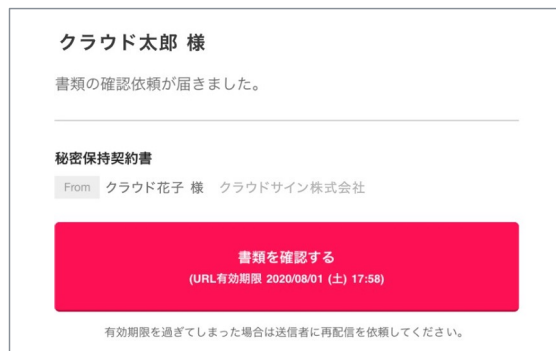 クラウド太郎 様
書類の確認依頼が届きました。
秘密保持契約書
From クラウド花子 様 クラウドサイン株式会社
書類を確認する
(URL有効期限 2020/08/01 (土) 17:58)
有効期限を過ぎてしまった場合は送信者に再配信を依頼してください。